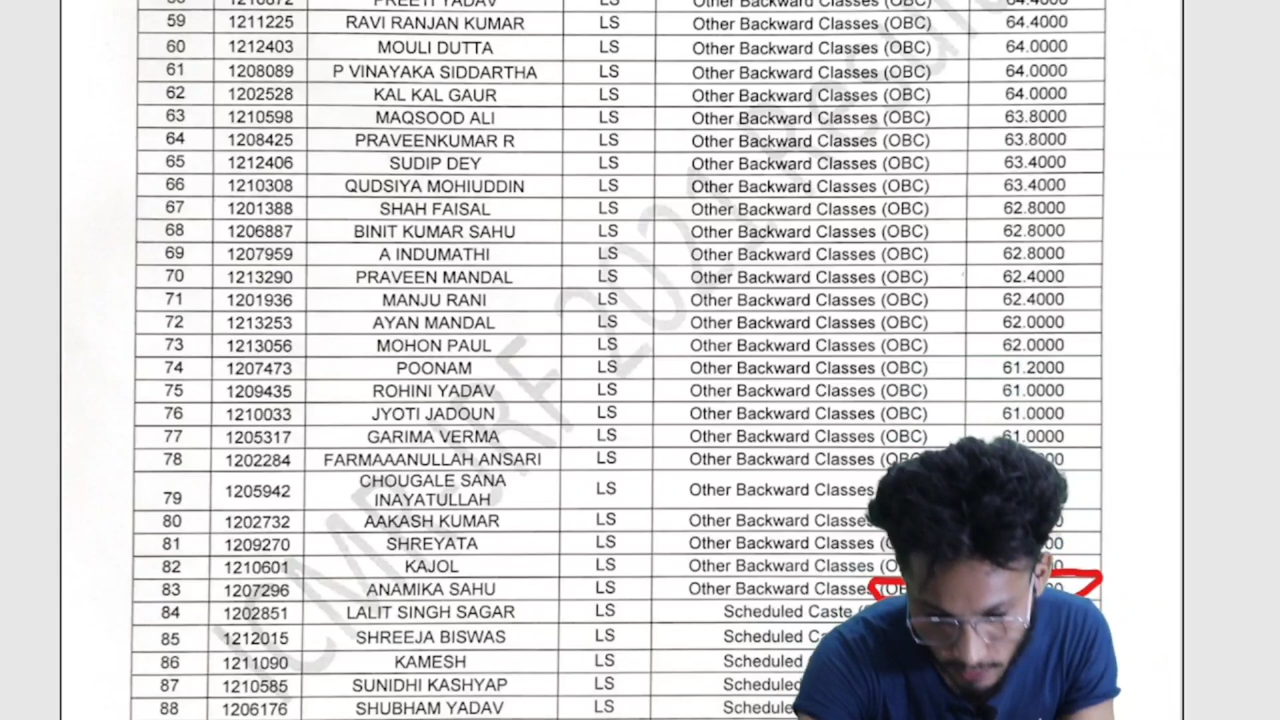 PREETI YADAV LS Other Backward Classes (OBC) 64.4000
59 1211225 RAVI RANJAN KUMAR LS Other Backward Classes (OBC) 64.4000
60 1212403 MOULI DUTTA LS Other Backward Classes (OBC) 64.0000
61 1208089 P VINAYAKA SIDDARTHA LS Other Backward Classes (OBC) 64.0000
62 1202528 KAL KAL GAUR LS Other Backward Classes (OBC) 64.0000
63 1210598 MAQSOOD ALI LS Other Backward Classes (OBC) 63.8000
64 1208425 PRAVEENKUMAR R LS Other Backward Classes (OBC) 63.8000
65 1212406 SUDIP DEY LS Other Backward Classes (OBC) 63.4000
66 1210308 QUDSIYA MOHIUDDIN LS Other Backward Classes (OBC) 63.4000
67 1201388 SHAH FAISAL LS Other Backward Classes (OBC) 62.8000
68 1206887 BINIT KUMAR SAHU LS Other Backward Classes (OBC) 62.8000
69 1207959 A INDUMATHI LS Other Backward Classes (OBC) 62.8000
70 1213290 PRAVEEN MANDAL LS Other Backward Classes (OBC) 62.4000
71 1201936 MANJU RANI LS Other Backward Classes (OBC) 62.4000
72 1213253 AYAN MANDAL LS Other Backward Classes (OBC) 62.0000
73 1213056 MOHON PAUL LS Other Backward Classes (OBC) 62.0000
74 1207473 POONAM LS Other Backward Classes (OBC) 61.2000
75 1209435 ROHINI YADAV LS Other Backward Classes (OBC) 61.0000
76 1210033 JYOTI JADOUN LS Other Backward Classes (OBC) 61.0000
77 1205317 GARIMA VERMA LS Other Backward Classes (OBC) 61.0000
78 1202284 FARMAAANULLAH ANSARI LS Other Backward Classes
79 1205942 CHOUGALE SANA LS Other Backward Classes
INAYATULLAH
80 1202732 AAKASH KUMAR LS Other Backward Classes
81 1209270 SHREYATA LS Other Backward Classes
82 1210601 KAJOL LS Other Backward Classes
83 1207296 ANAMIKA SAHU LS Other Backward Classes
84 1202851 LALIT SINGH SAGAR LS Scheduled Caste
85 1212015 SHREEJA BISWAS LS Scheduled
86 1211090 KAMESH LS Scheduled
87 1210585 SUNIDHI KASHYAP LS Scheduled
88 1206176 SHUBHAM YADAV LS
ICMR-JRF 2021